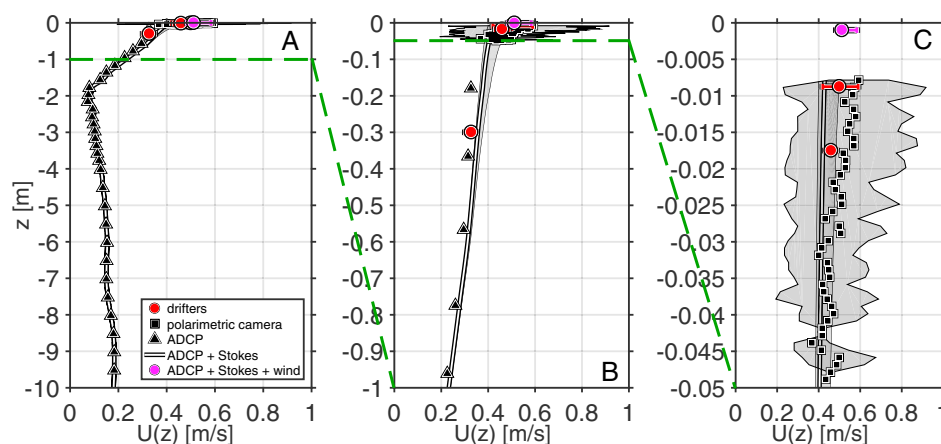 A
z [m]
0
-1
-2
-3
-4
-5
-6
-7
-8
-9
-10
0 0.2 0.4 0.6 0.8 1
U(z) [m/s]
drifters
polarimetric camera
ADCP
ADCP + Stokes
ADCP + Stokes + wind
B
0
-0.1
-0.2
-0.3
-0.4
-0.5
-0.6
-0.7
-0.8
-0.9
-1
0 0.2 0.4 0.6 0.8 1
U(z) [m/s]
C
0
-0.005
-0.01
-0.015
-0.02
-0.025
-0.03
-0.035
-0.04
-0.045
-0.05
0 0.2 0.4 0.6 0.8 1
U(z) [m/s]